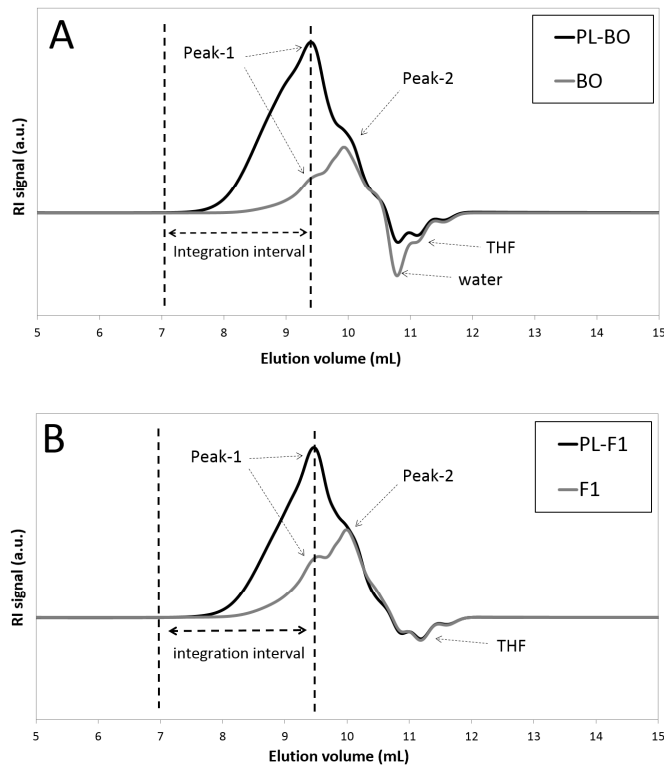 A
PL-BO
BO
Peak-1
Peak-2
RI signal (a.u.)
Integration interval
THF
water
5 6 7 8 9 10 11 12 13 14 15
Elution volume (mL)
B
PL-F1
F1
Peak-1
Peak-2
RI signal (a.u.)
integration interval
THF
5 6 7 8 9 10 11 12 13 14 15
Elution volume (mL)